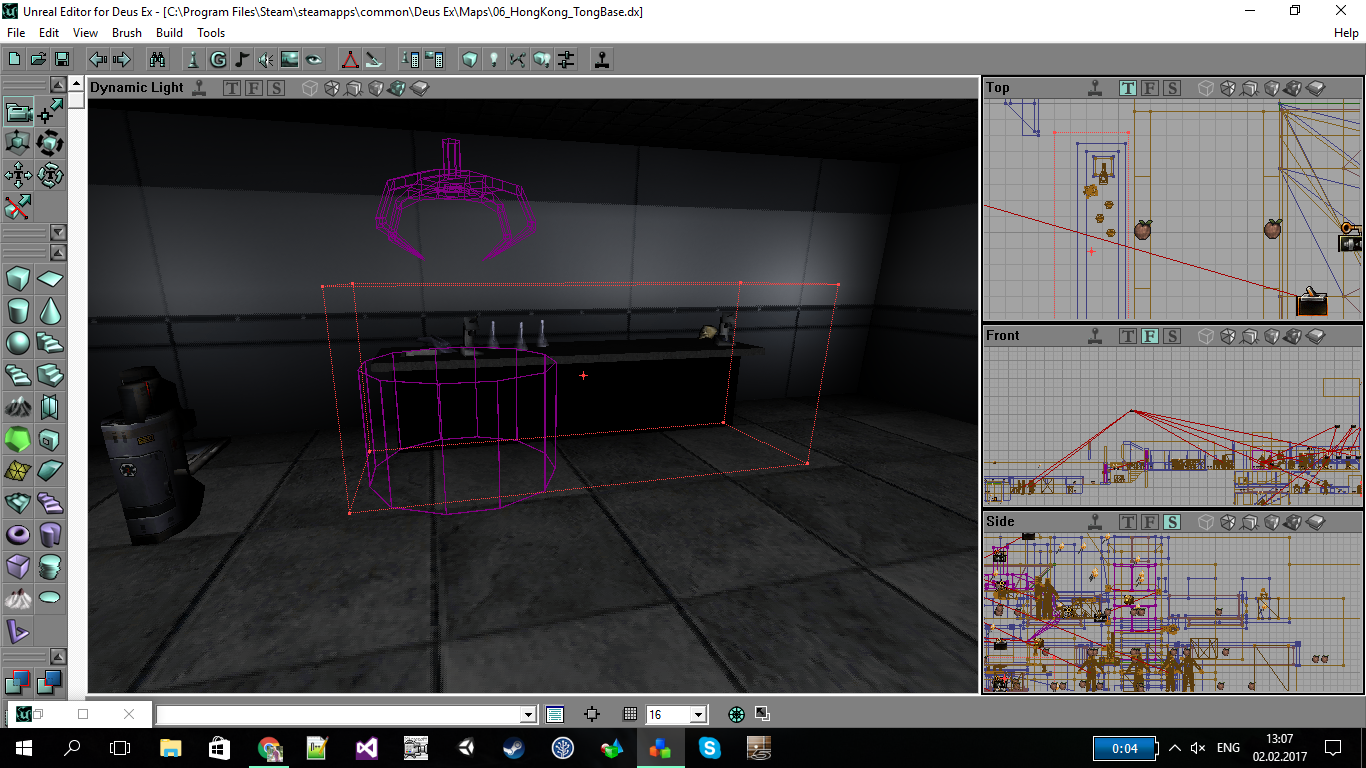 Unreal Editor for Deus Ex - [C:\Program Files\Steam\steamapps\common\Deus Ex\Maps\06_HongKong_TongBase.dx]
File Edit View Brush Build Tools Help
Dynamic Light T F S
Top T F S
Front T F S
Side T F S
16
0:04 ENG 13:07
02.02.2017